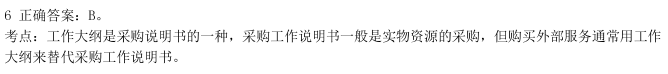 6 正确答案：B。
考点：工作大纲是采购说明书的一种，采购工作说明书一般是实物资源的采购，但购买外部服务通常用工作
大纲来替代采购工作说明书。